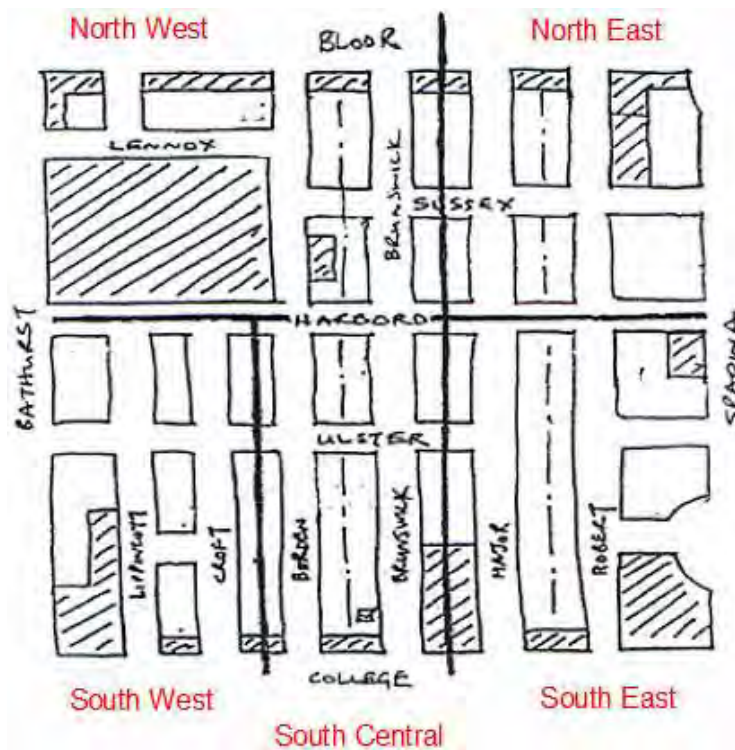 North West
BLOOR
North East
LENNOX
BRUNSWICK
SUSSEX
HARBORD
BATHURST
SPADINA
ULSTER
LIPPINCOTT
CROFT
BORDEN
BRUNSWICK
MAJOR
ROBERT
COLLEGE
South West
South East
South Central